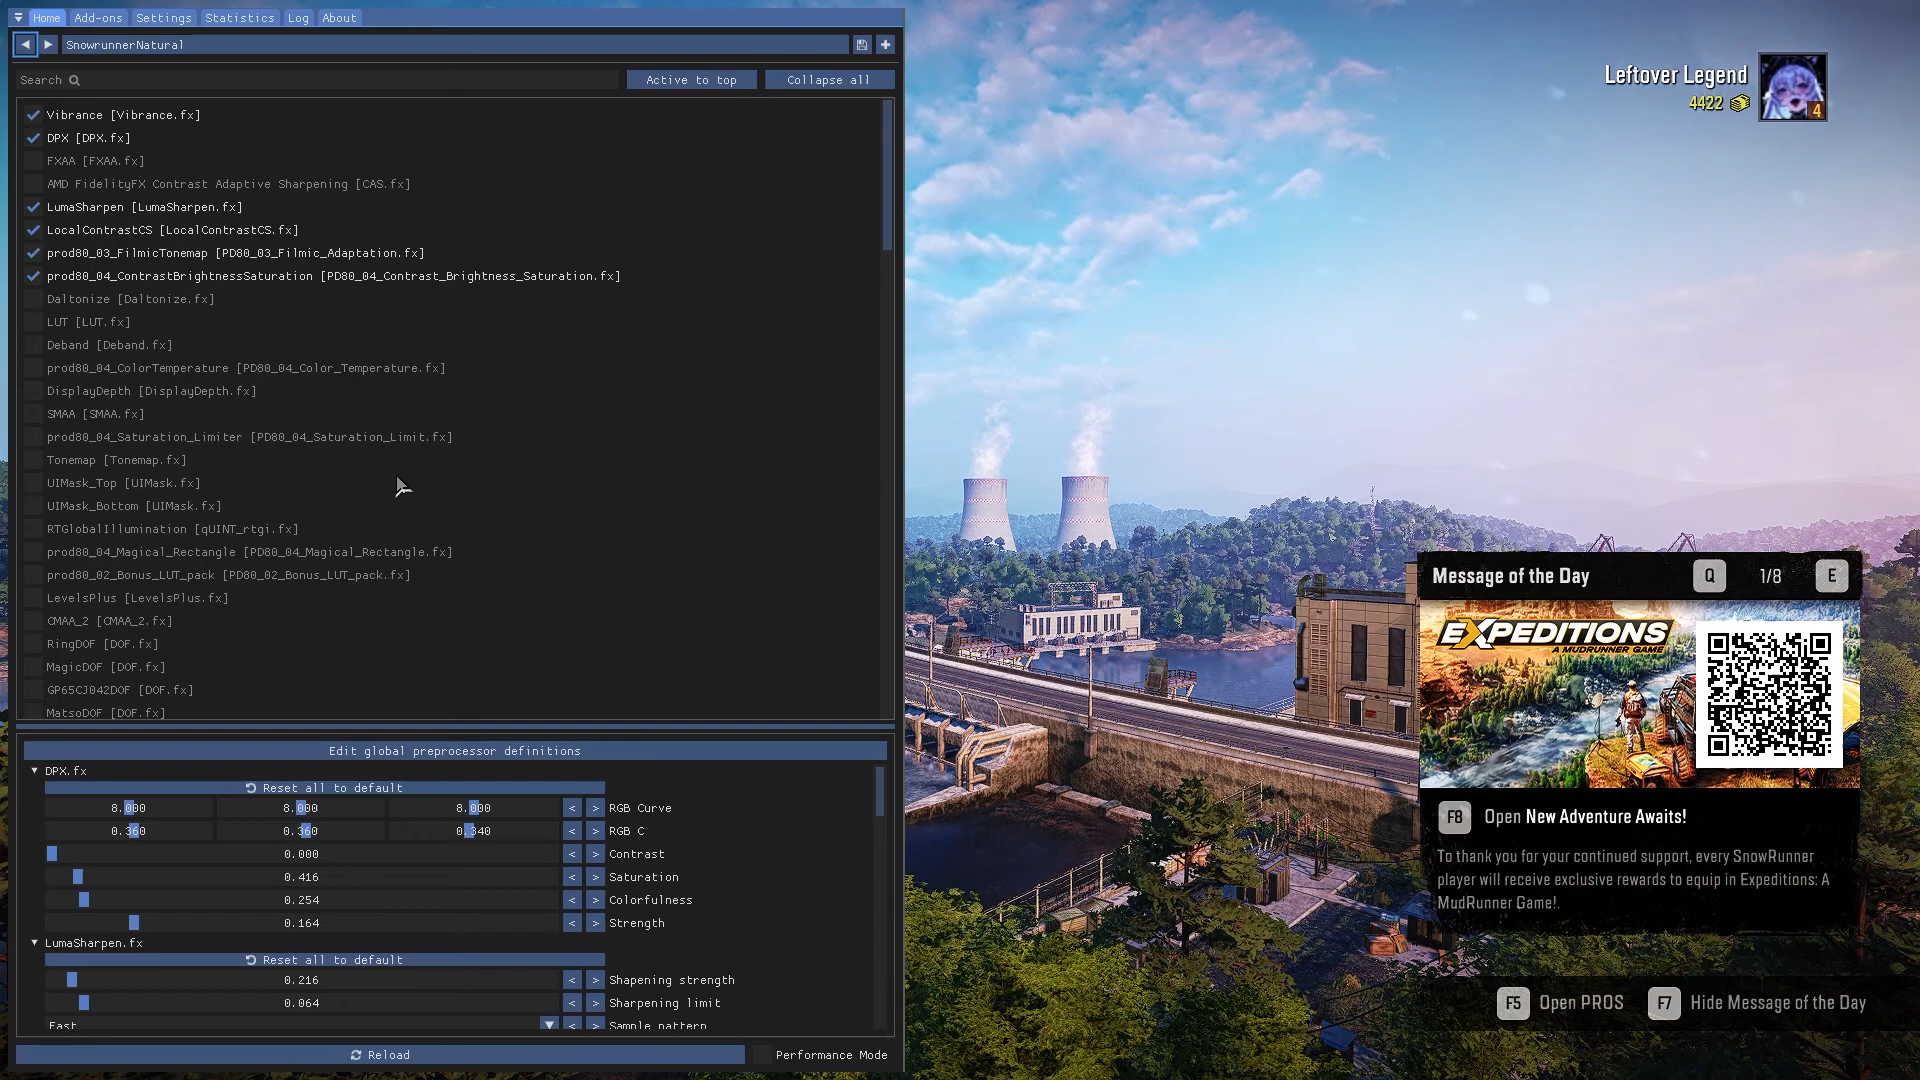 Home Add-ons Settings Statistics Log About
SnowrunnerNatural
Search
Active to top
Collapse all
Vibrance [Vibrance.fx]
DPX [DPX.fx]
FXAA [FXAA.fx]
AMD FidelityFX Contrast Adaptive Sharpening [CAS.fx]
LumaSharpen [LumaSharpen.fx]
LocalContrastCS [LocalContrastCS.fx]
prod80_03_FilmicTonemap [PD80_03_Filmic_Adaptation.fx]
prod80_04_ContrastBrightnessSaturation [PD80_04_Contrast_Brightness_Saturation.fx]
Daltonize [Daltonize.fx]
LUT [LUT.fx]
Deband [Deband.fx]
prod80_04_ColorTemperature [PD80_04_Color_Temperature.fx]
DisplayDepth [DisplayDepth.fx]
SMAA [SMAA.fx]
prod80_04_Saturation_Limiter [PD80_04_Saturation_Limit.fx]
Tonemap [Tonemap.fx]
UIMask_Top [UIMask.fx]
UIMask_Bottom [UIMask.fx]
RTGlobalIllumination [qUINT_rtgi.fx]
prod80_04_Magical_Rectangle [PD80_04_Magical_Rectangle.fx]
prod80_02_Bonus_LUT_pack [PD80_02_Bonus_LUT_pack.fx]
LevelsPlus [LevelsPlus.fx]
CMAA_2 [CMAA_2.fx]
RingDOF [DOF.fx]
MagicDOF [DOF.fx]
GP65CJ042DOF [DOF.fx]
MatsoDOF [DOF.fx]
Edit global preprocessor definitions
DPX.fx
Reset all to default
8.000 8.000 8.000 < > RGB Curve
0.360 0.360 0.340 < > RGB C
0.000 < > Contrast
0.416 < > Saturation
0.254 < > Colorfulness
0.164 < > Strength
LumaSharpen.fx
Reset all to default
0.216 < > Shapening strength
0.064 < > Sharpening limit
Fast < > Sample pattern
Reload
Performance Mode
Leftover Legend
4422
4
Message of the Day Q 1/8 E
EXPEDITIONS
A MUDRUNNER GAME
F8 Open New Adventure Awaits!
To thank you for your continued support, every SnowRunner
player will receive exclusive rewards to equip in Expeditions: A
MudRunner Game!.
F5 Open PROS F7 Hide Message of the Day